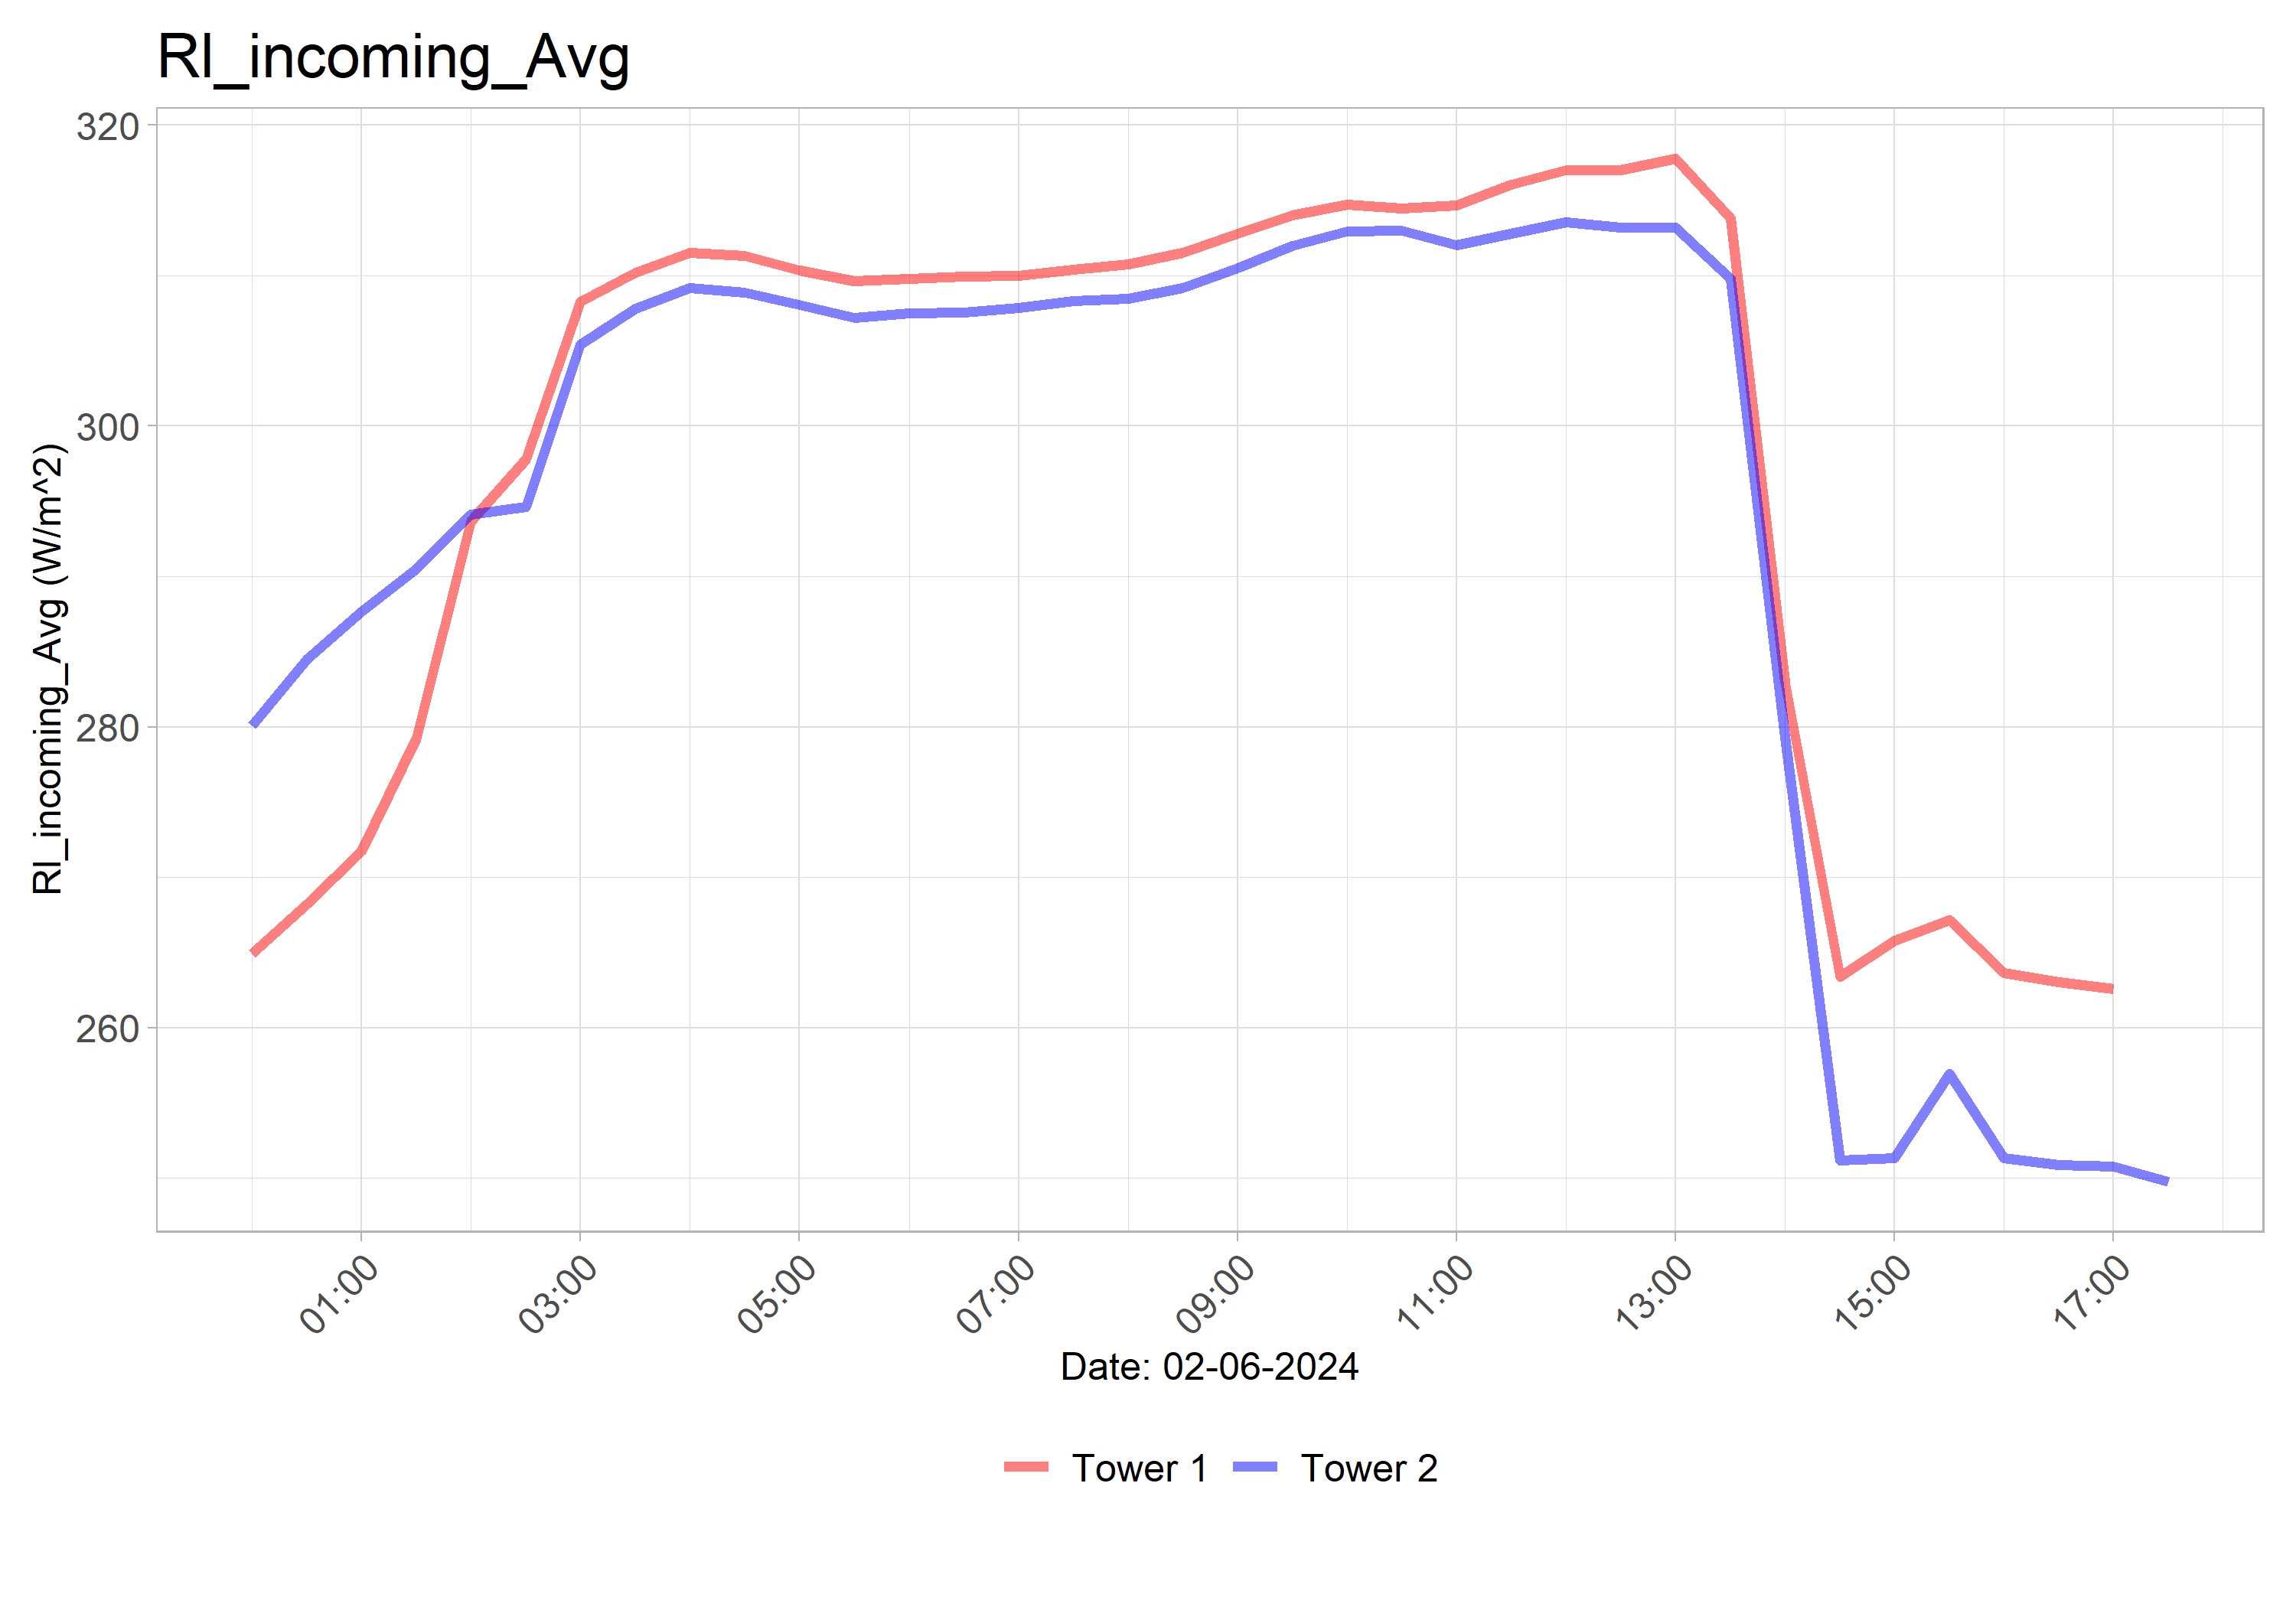 Rl_incoming_Avg
320
300
280
260
Rl_incoming_Avg (W/m^2)
01:00
03:00
05:00
07:00
09:00
11:00
13:00
15:00
17:00
Date: 02-06-2024
Tower 1
Tower 2